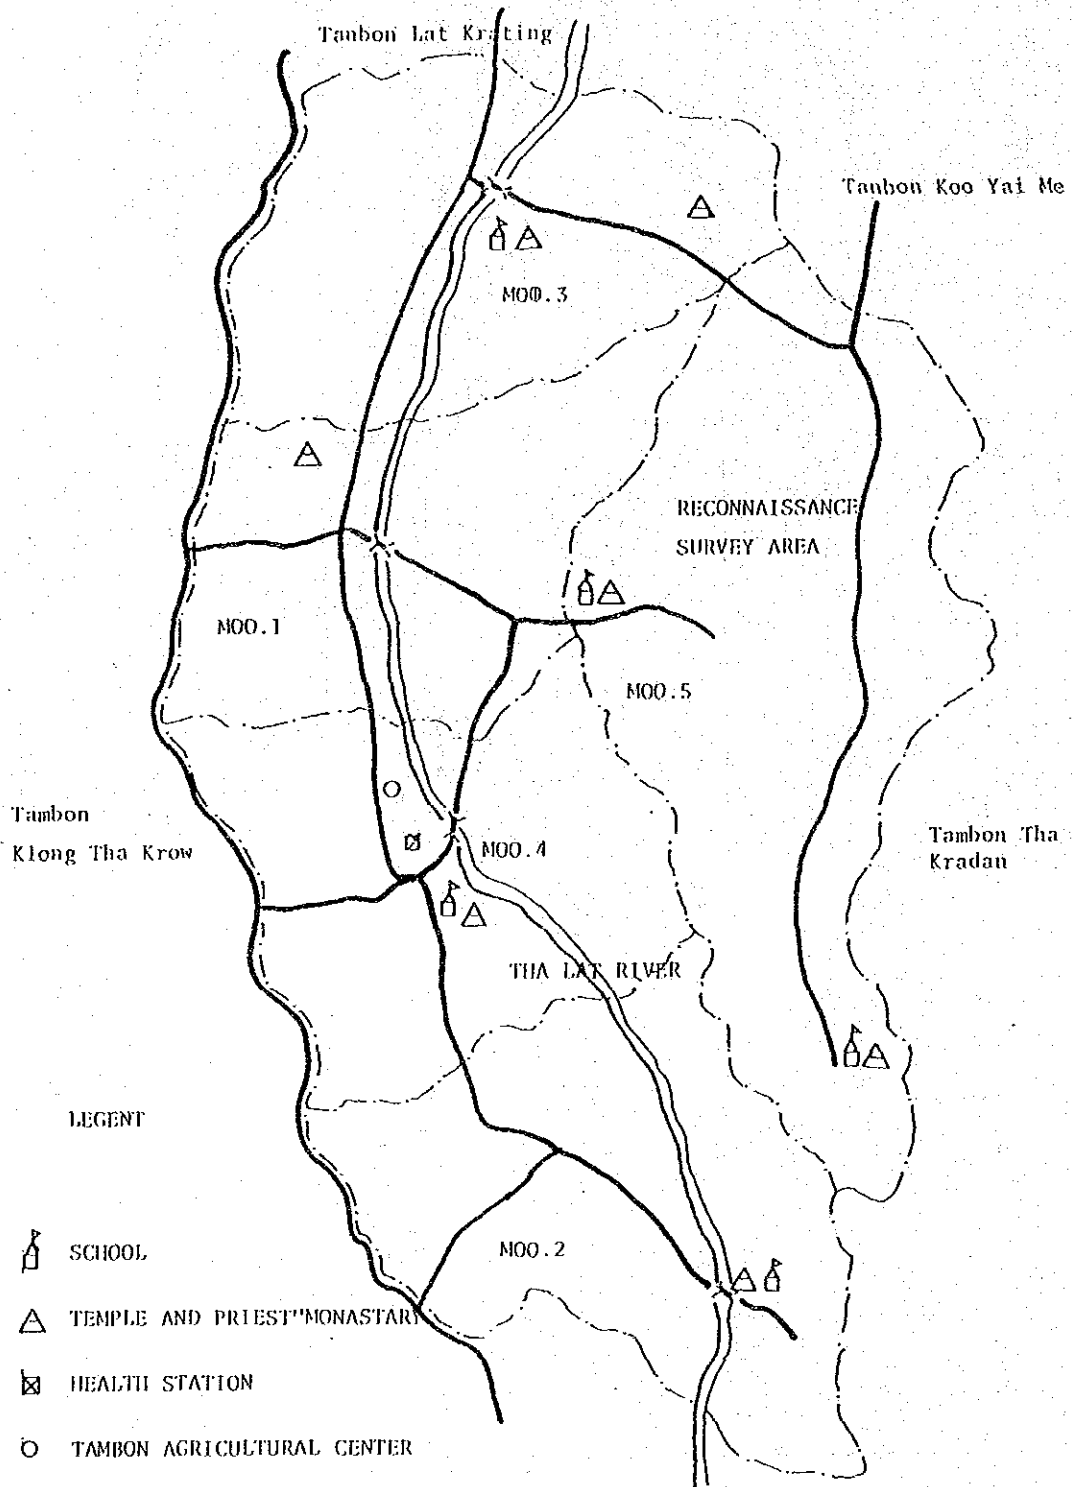 Tanbon Lat Krating
Tanbon Koo Yai Me
MOO.3
RECONNAISSANCE
SURVEY AREA
MOO.1
MOO.5
Tambon
Klong Tha Krow
MOO.4
Tambon Tha
Kradan
THA LAT RIVER
LEGENT
SCHOOL
MOO.2
TEMPLE AND PRIEST"MONASTARY
HEALTH STATION
TAMBON AGRICULTURAL CENTER